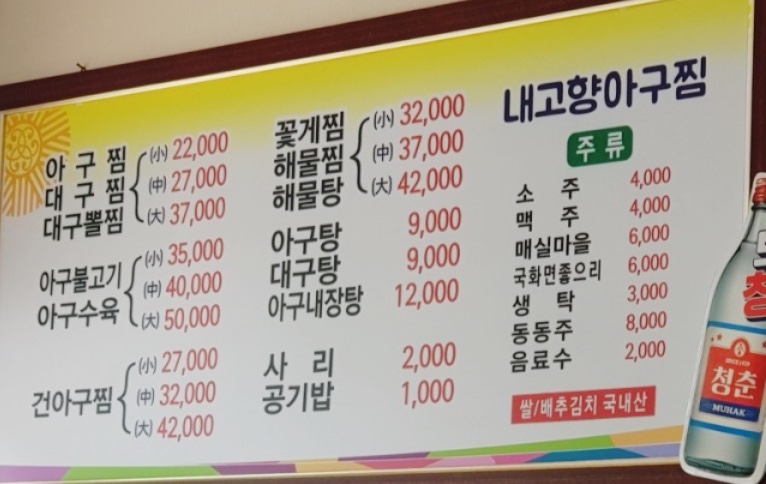 아구찜
대구찜
대구뽈찜
(小) 22,000
(中) 27,000
(大) 37,000
아구불고기
아구수육
(小) 35,000
(中) 40,000
(大) 50,000
건아구찜
(小) 27,000
(中) 32,000
(大) 42,000
꽃게찜
해물찜
해물탕
(小) 32,000
(中) 37,000
(大) 42,000
아구탕 9,000
대구탕 9,000
아구내장탕 12,000
사리 2,000
공기밥 1,000
내고향아구찜
주류
소주 4,000
맥주 4,000
매실마을 6,000
국화면좋으리 6,000
생탁 3,000
동동주 8,000
음료수 2,000
쌀/배추김치 국내산
청춘
MUHAK